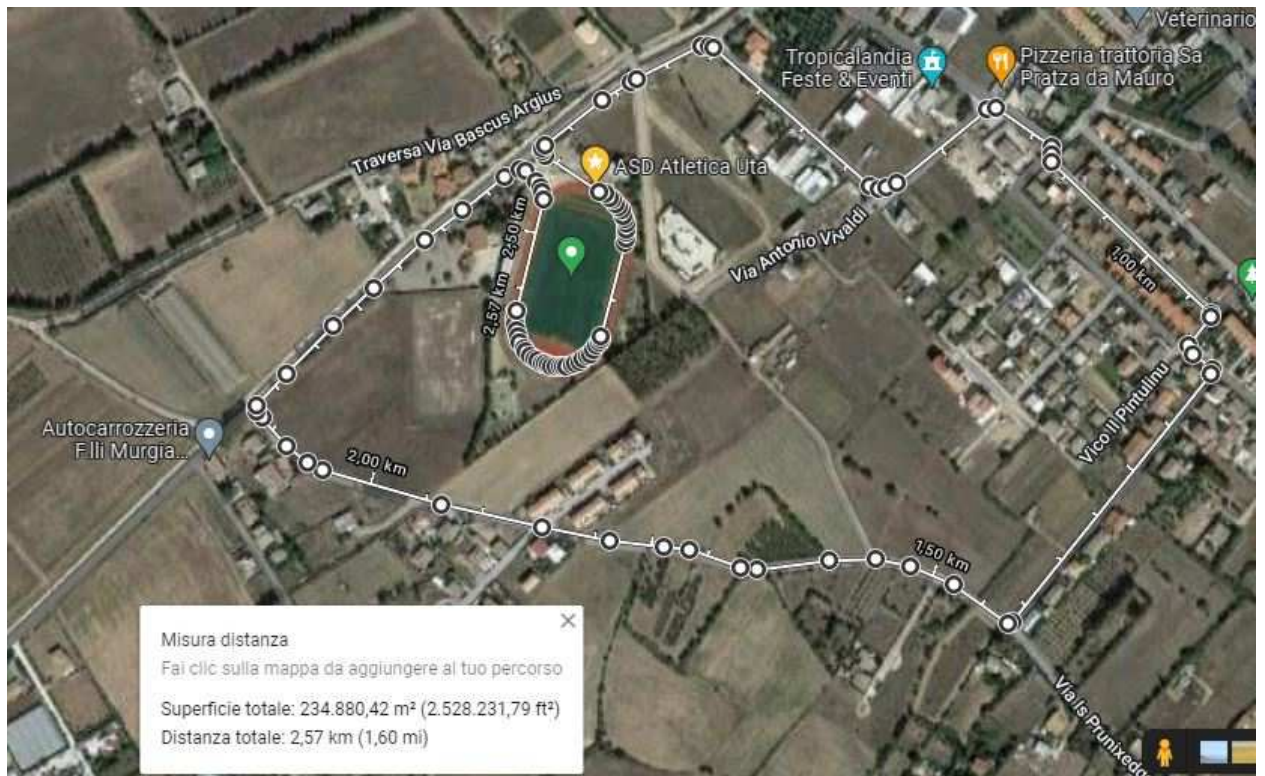 Veterinario
Tropicalandia
Feste & Eventi
Pizzeria trattoria Sa
Pratza da Mauro
Traversa Via Bascus Argius
ASD Atletica Uta
2,50 km
Via Antonio Vivaldi
1,00 km
2,57 km
Vico II Pintulinu
Autocarrozzeria
F.lli Murgia...
2,00 km
1,50 km
Misura distanza
Fai clic sulla mappa da aggiungere al tuo percorso
Superficie totale: 234.880,42 m² (2.528.231,79 ft²)
Distanza totale: 2,57 km (1,60 mi)
Via Is Prunixedd